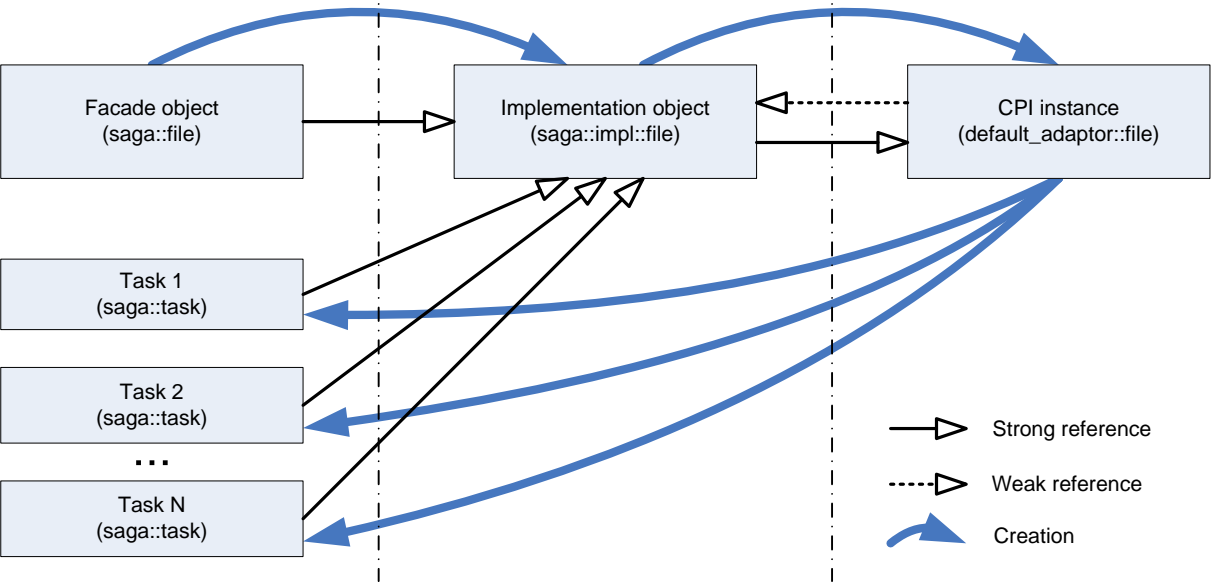 Facade object
(saga::file)
Implementation object
(saga::impl::file)
CPI instance
(default_adaptor::file)
Task 1
(saga::task)
Task 2
(saga::task)
...
Task N
(saga::task)
Strong reference
Weak reference
Creation